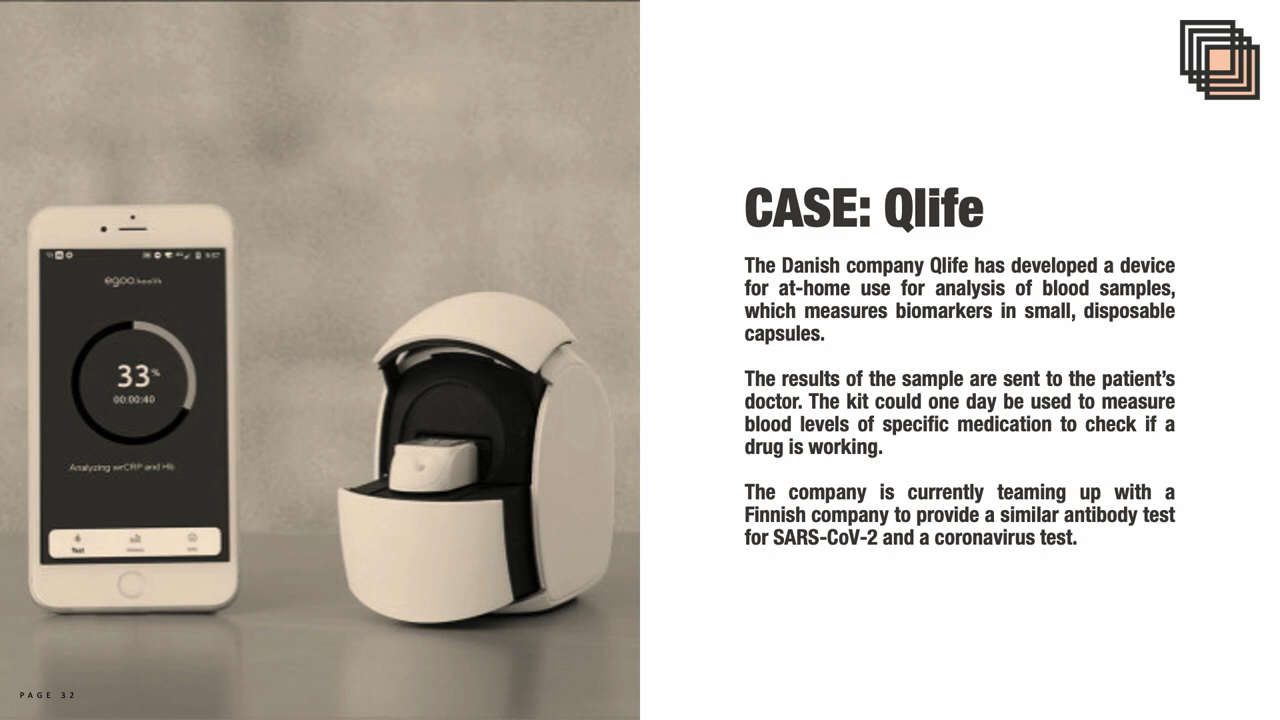 9:57
egoo.health
33%
00:00:40
Analyzing wrCRP and Hb
Test
PAGE 32
CASE: Qlife
The Danish company Qlife has developed a device
for at-home use for analysis of blood samples,
which measures biomarkers in small, disposable
capsules.
The results of the sample are sent to the patient’s
doctor. The kit could one day be used to measure
blood levels of specific medication to check if a
drug is working.
The company is currently teaming up with a
Finnish company to provide a similar antibody test
for SARS-CoV-2 and a coronavirus test.